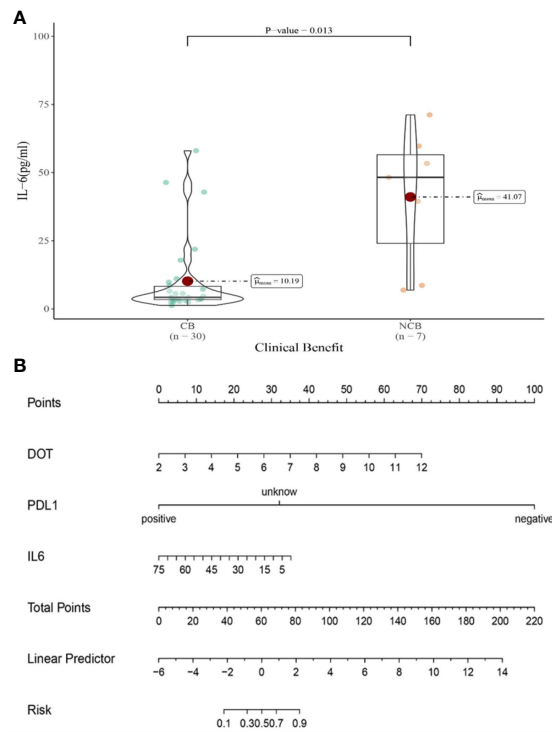 A
P-value = 0.013
100
75
50
25
0
IL-6(pg/ml)
μ̂mean = 10.19
μ̂mean = 41.07
CB
(n = 30)
NCB
(n = 7)
Clinical Benefit
B
Points
0 10 20 30 40 50 60 70 80 90 100
DOT
2 3 4 5 6 7 8 9 10 11 12
PDL1
unknow
positive negative
IL6
75 60 45 30 15 5
Total Points
0 20 40 60 80 100 120 140 160 180 200 220
Linear Predictor
-6 -4 -2 0 2 4 6 8 10 12 14
Risk
0.1 0.30.50.7 0.9